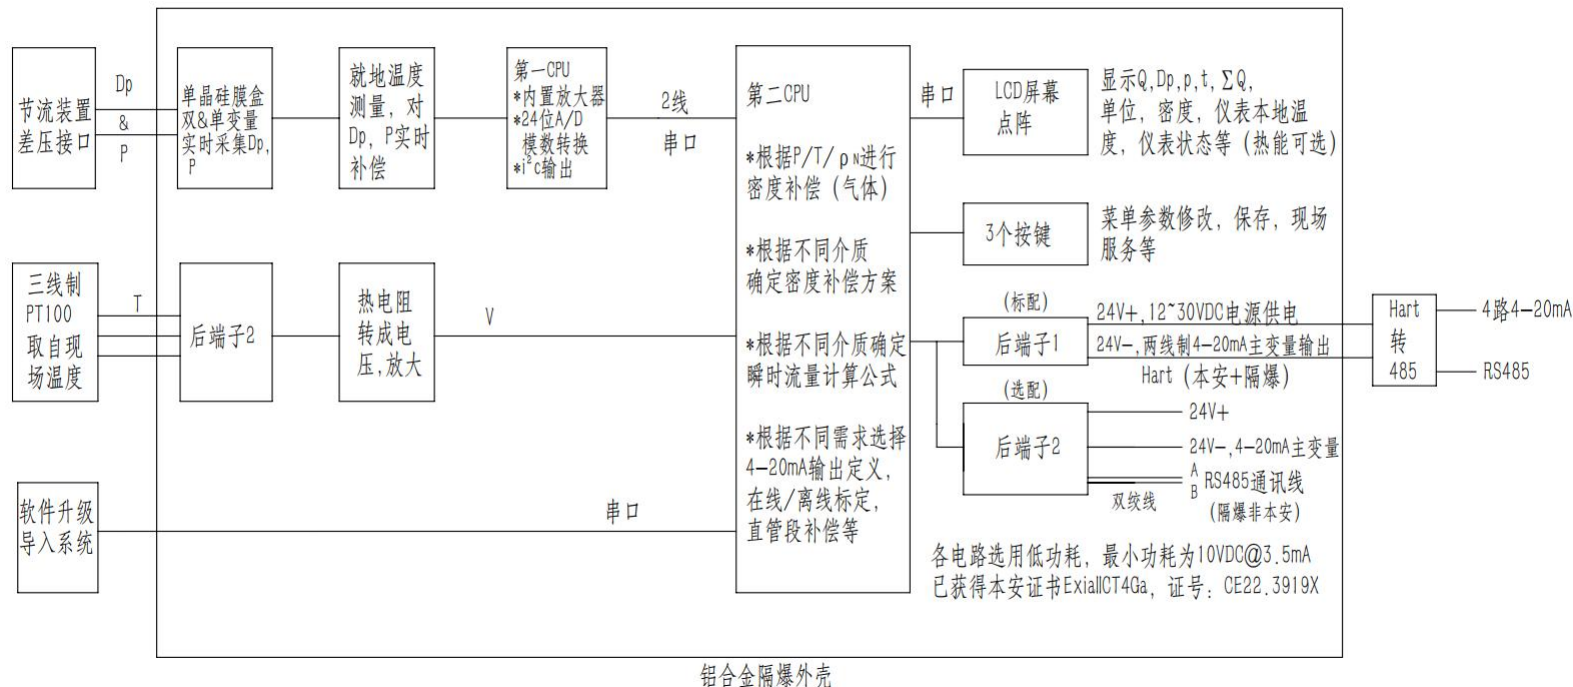 节流装置
差压接口
Dp
&
P
单晶硅膜盒
双&单变量
实时采集Dp,
P
就地温度
测量，对
Dp, P实时
补偿
第一CPU
*内置放大器
*24位A/D
模数转换
*i²c输出
2线
串口
第二CPU
*根据P/T/ρN进行
密度补偿（气体）
*根据不同介质
确定密度补偿方案
*根据不同介质确定
瞬时流量计算公式
*根据不同需求选择
4-20mA输出定义，
在线/离线标定，
直管段补偿等
串口
LCD屏幕
点阵
显示Q,Dp,p,t,∑Q,
单位，密度，仪表本地温
度，仪表状态等（热能可选）
3个按键
菜单参数修改，保存，现场
服务等
三线制
PT100
取自现
场温度
T
后端子2
热电阻
转成电
压,放大
V
(标配)
后端子1
24V+,12~30VDC电源供电
24V-,两线制4-20mA主变量输出
Hart（本安+隔爆）
Hart
转
485
4路4-20mA
RS485
(选配)
后端子2
24V+
24V-,4-20mA主变量
A
B
RS485通讯线
双绞线
(隔爆非本安)
软件升级
导入系统
串口
各电路选用低功耗，最小功耗为10VDC@3.5mA
已获得本安证书ExiaIICT4Ga，证号：CE22.3919X
铝合金隔爆外壳